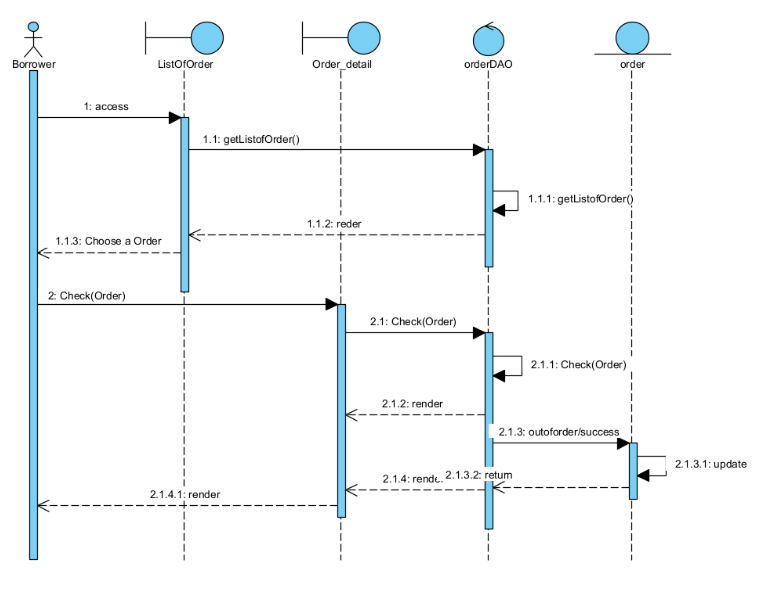 Borrower
ListOfOrder
Order_detail
orderDAO
order
1: access
1.1: getListofOrder()
1.1.1: getListofOrder()
1.1.2: reder
1.1.3: Choose a Order
2: Check(Order)
2.1: Check(Order)
2.1.1: Check(Order)
2.1.2: render
2.1.3: outoforder/success
2.1.3.1: update
2.1.4: rende..
2.1.3.2: return
2.1.4.1: render